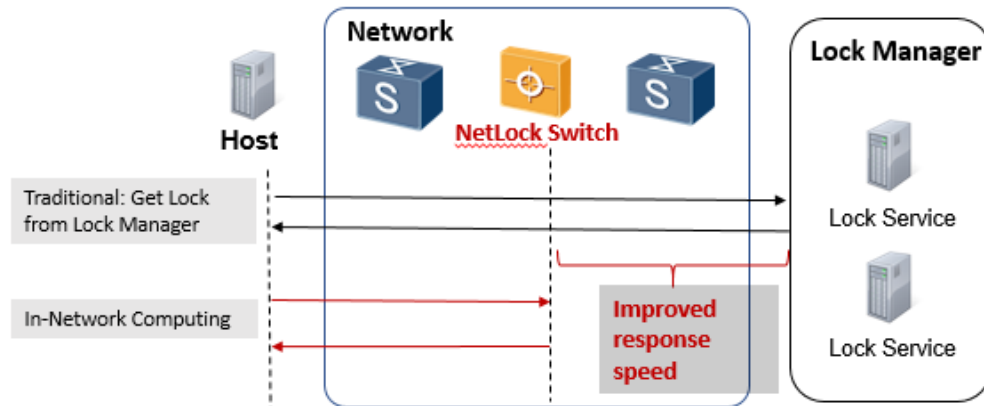 Network
Lock Manager
S
S
NetLock Switch
Host
Traditional: Get Lock
from Lock Manager
Lock Service
Improved
response
speed
In-Network Computing
Lock Service